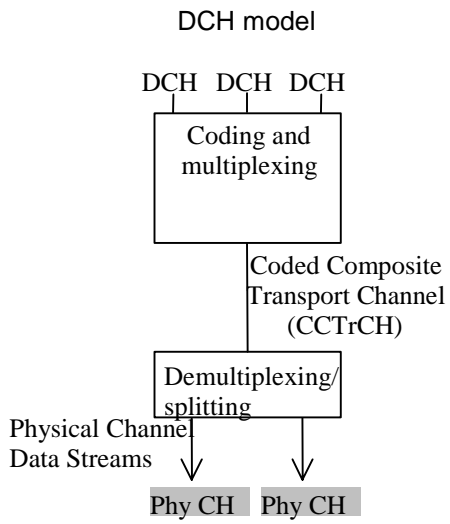 DCH model
DCH DCH DCH
Coding and
multiplexing
Coded Composite
Transport Channel
(CCTrCH)
Demultiplexing/
splitting
Physical Channel
Data Streams
Phy CH Phy CH